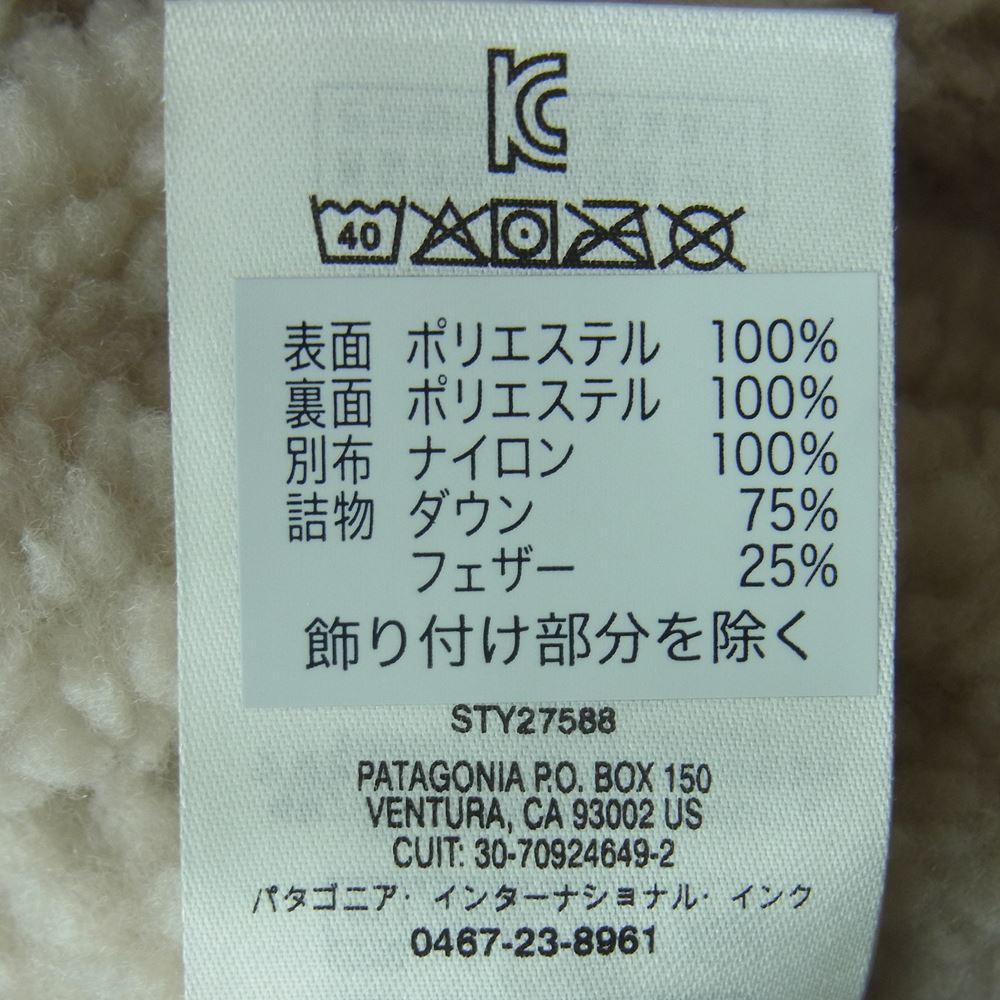 KC
40
表面 ポリエステル 100%
裏面 ポリエステル 100%
別布 ナイロン 100%
詰物 ダウン 75%
フェザー 25%
飾り付け部分を除く
STY27588
PATAGONIA P.O. BOX 150
VENTURA, CA 93002 US
CUIT: 30-70924649-2
パタゴニア・インターナショナル・インク
0467-23-8961